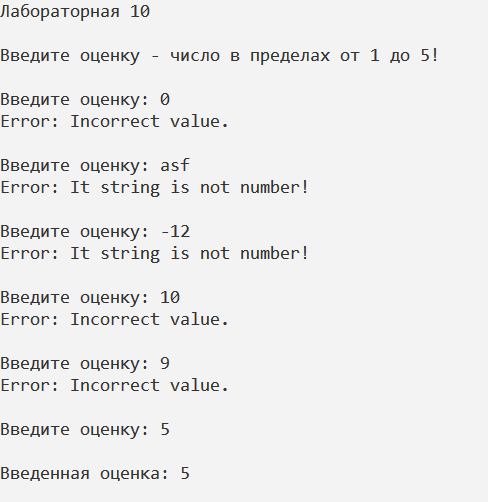 Лабораторная 10
Введите оценку - число в пределах от 1 до 5!
Введите оценку: 0
Error: Incorrect value.
Введите оценку: asf
Error: It string is not number!
Введите оценку: -12
Error: It string is not number!
Введите оценку: 10
Error: Incorrect value.
Введите оценку: 9
Error: Incorrect value.
Введите оценку: 5
Введенная оценка: 5